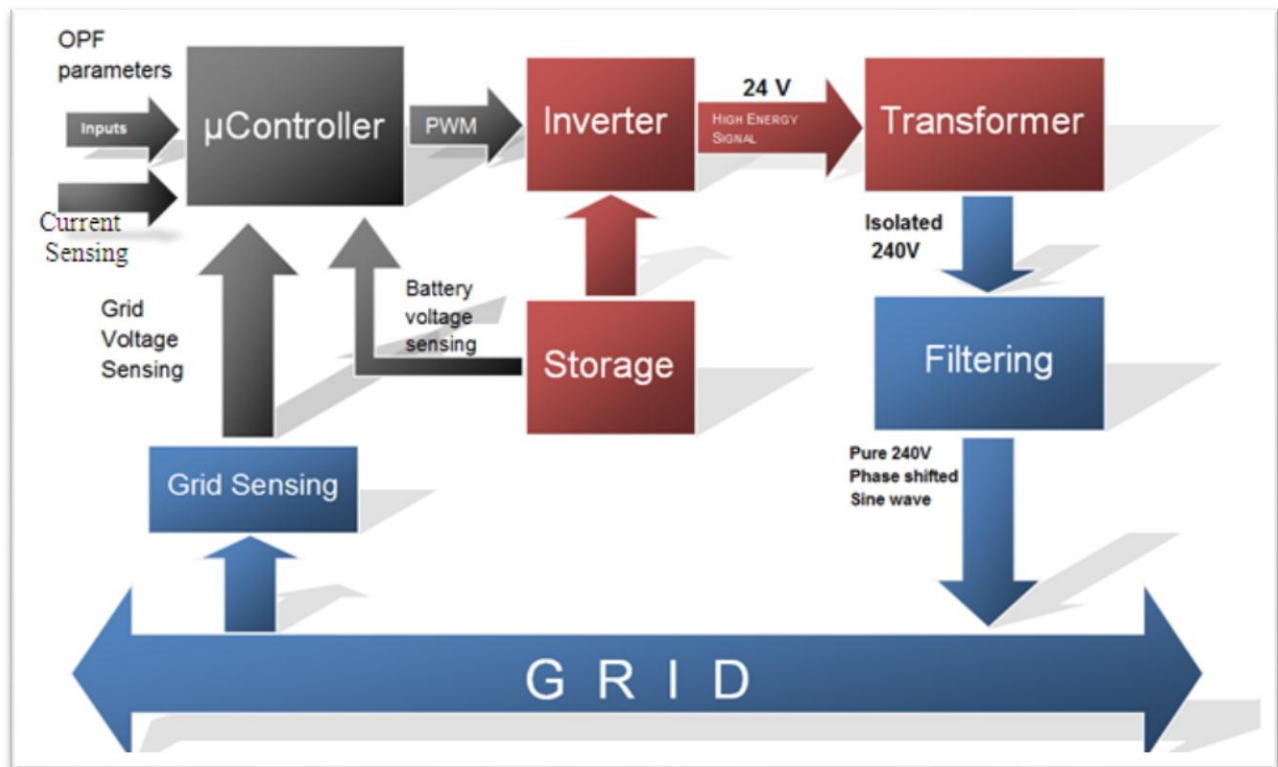 OPF
parameters
Inputs
Current
Sensing
µController
PWM
Inverter
24 V
HIGH ENERGY
SIGNAL
Transformer
Isolated
240V
Grid
Voltage
Sensing
Battery
voltage
sensing
Storage
Filtering
Grid Sensing
Pure 240V
Phase shifted
Sine wave
G R I D